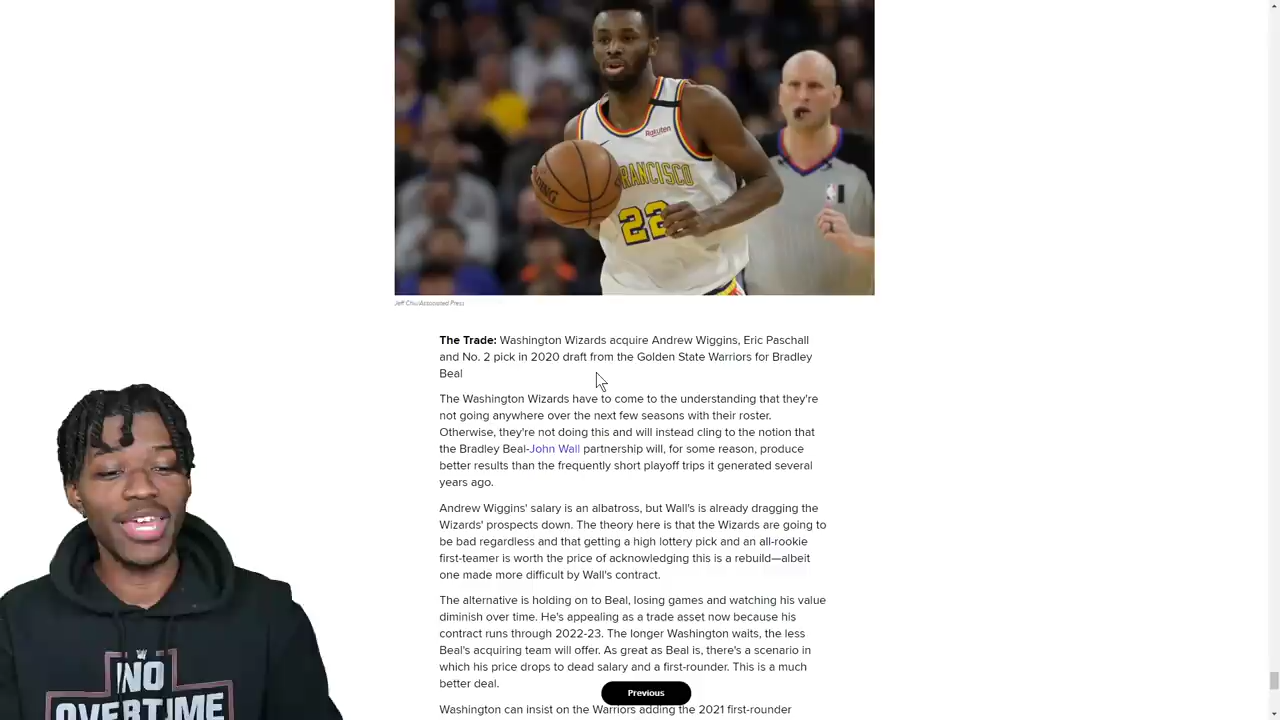 Rakuten
FRANCISCO
22
Jeff Chiu/Associated Press
The Trade: Washington Wizards acquire Andrew Wiggins, Eric Paschall
and No. 2 pick in 2020 draft from the Golden State Warriors for Bradley
Beal
The Washington Wizards have to come to the understanding that they're
not going anywhere over the next few seasons with their roster.
Otherwise, they're not doing this and will instead cling to the notion that
the Bradley Beal-John Wall partnership will, for some reason, produce
better results than the frequently short playoff trips it generated several
years ago.
Andrew Wiggins' salary is an albatross, but Wall's is already dragging the
Wizards' prospects down. The theory here is that the Wizards are going to
be bad regardless and that getting a high lottery pick and an all-rookie
first-teamer is worth the price of acknowledging this is a rebuild—albeit
one made more difficult by Wall's contract.
The alternative is holding on to Beal, losing games and watching his value
diminish over time. He's appealing as a trade asset now because his
contract runs through 2022-23. The longer Washington waits, the less
Beal's acquiring team will offer. As great as Beal is, there's a scenario in
which his price drops to dead salary and a first-rounder. This is a much
better deal.
Previous
Washington can insist on the Warriors adding the 2021 first-rounder
NO
OVERTIME